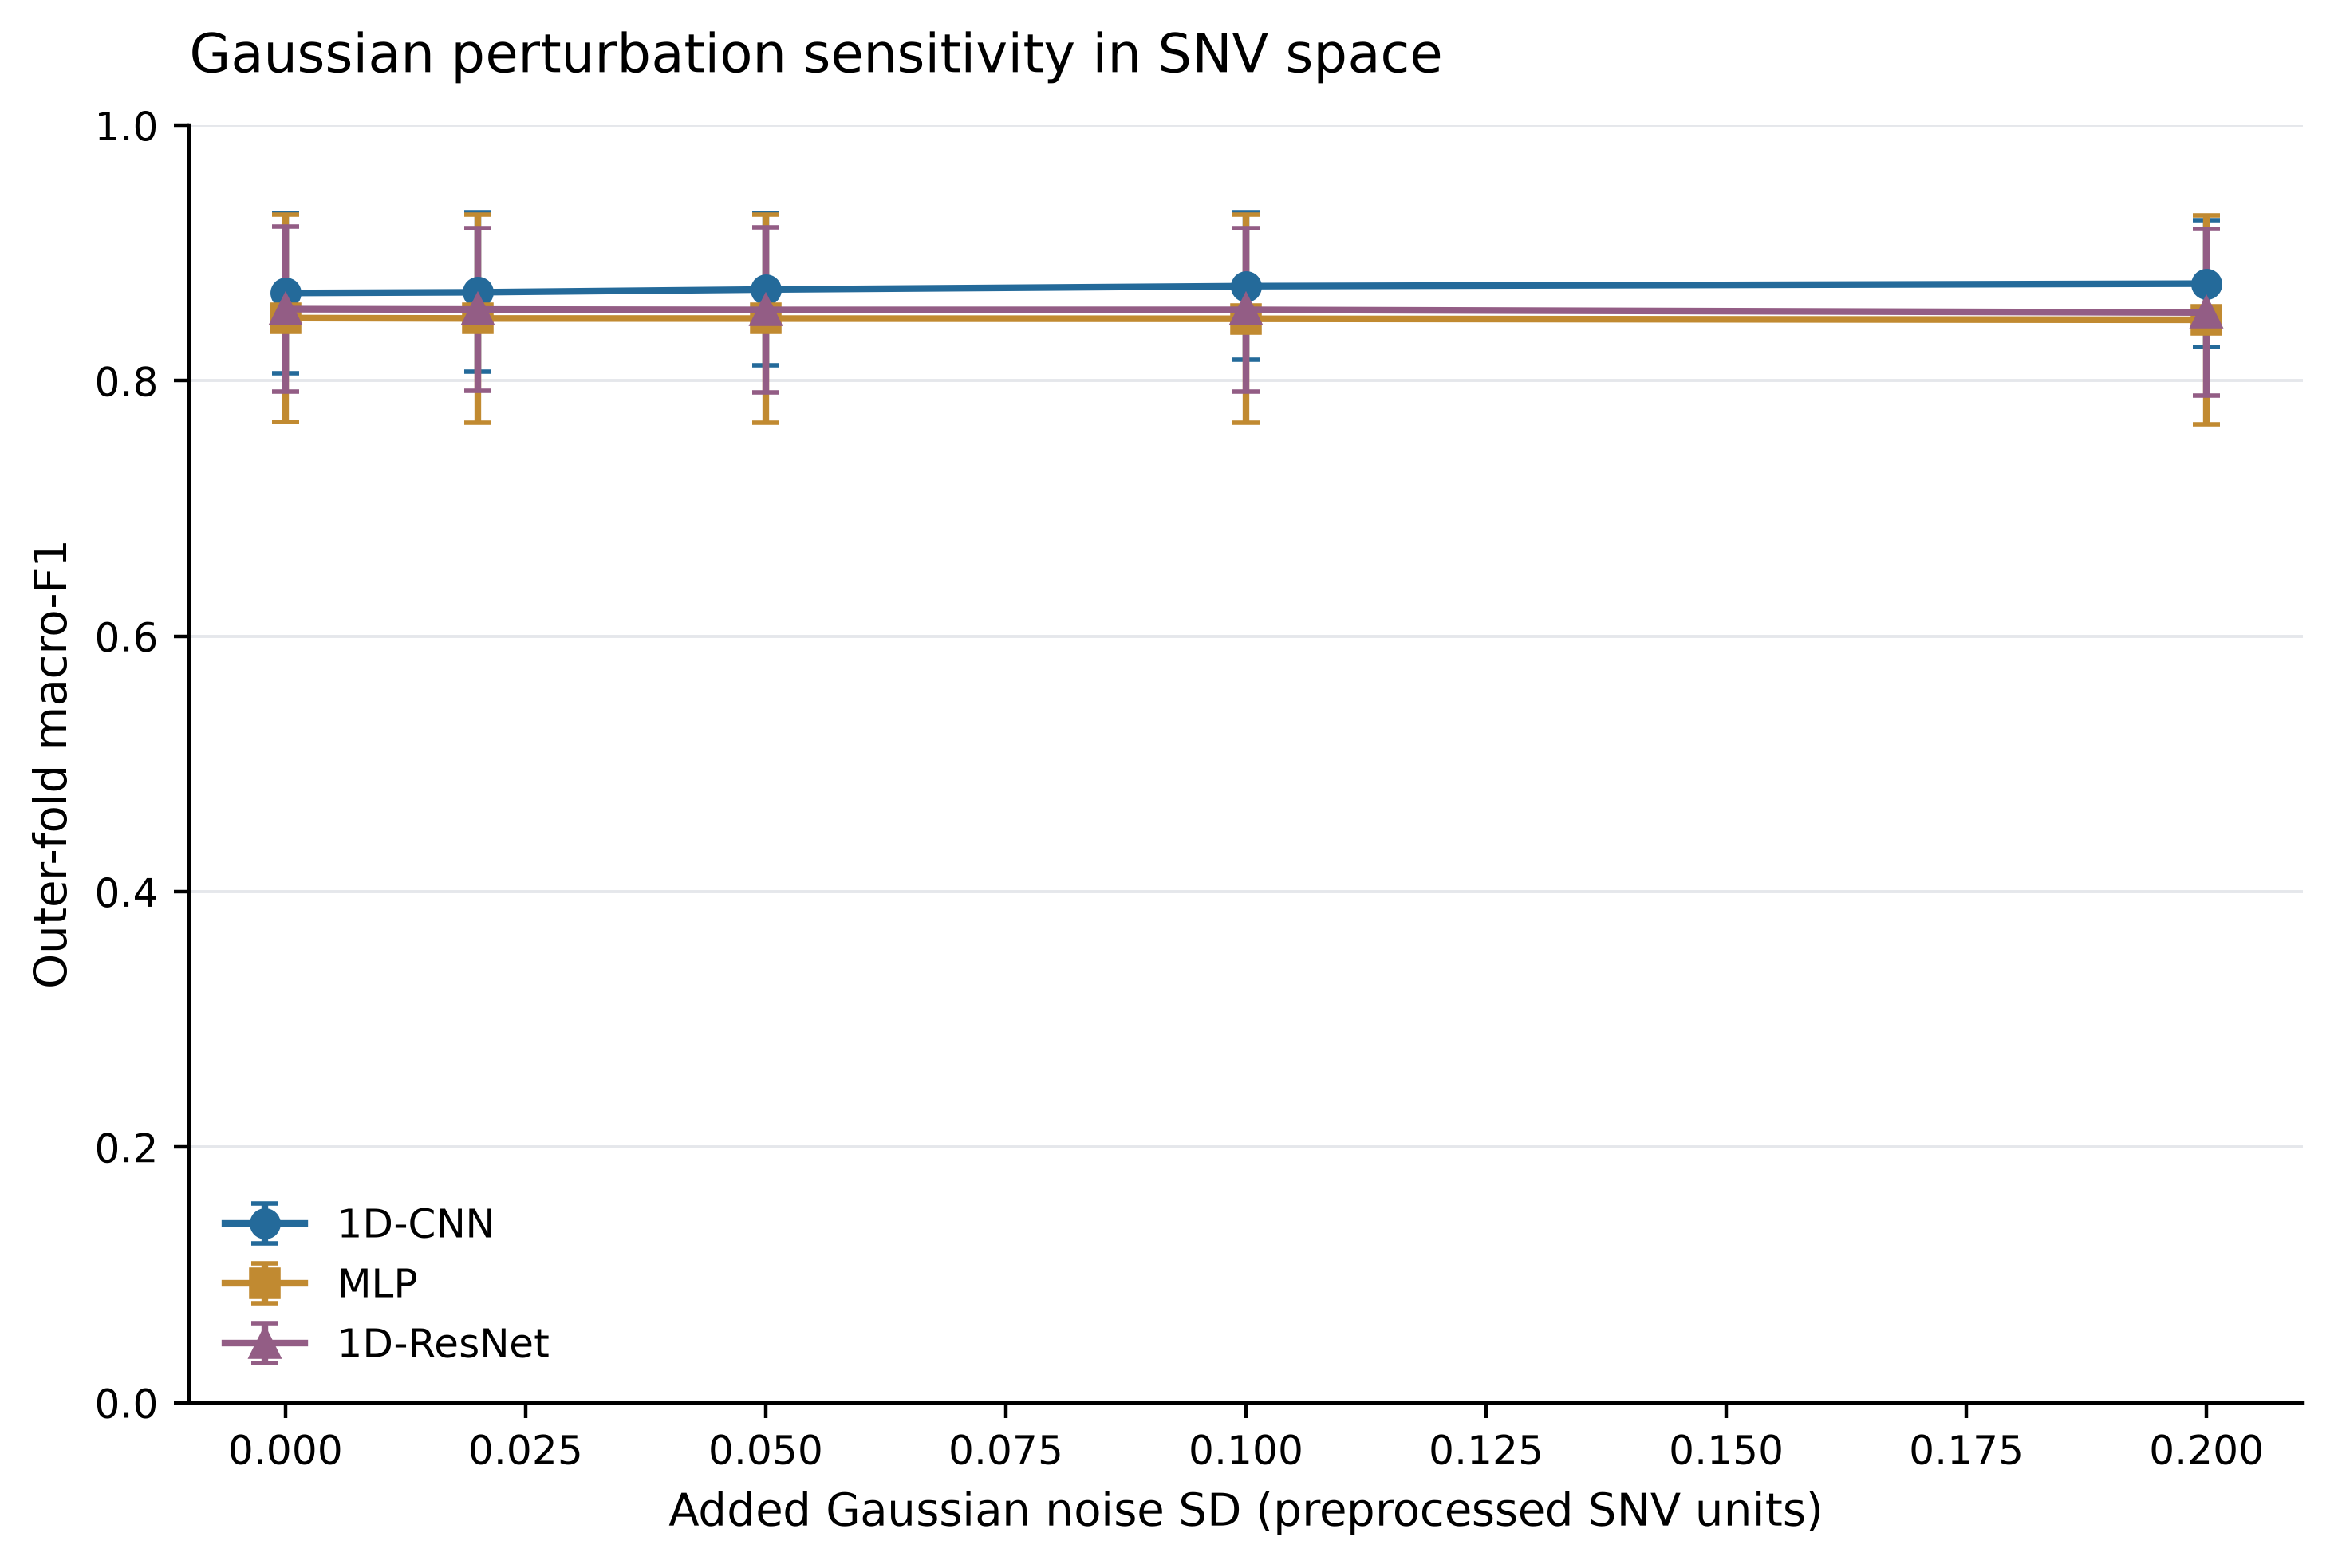 Gaussian perturbation sensitivity in SNV space
Outer-fold macro-F1
1.0
0.8
0.6
0.4
0.2
0.0
1D-CNN
MLP
1D-ResNet
0.000 0.025 0.050 0.075 0.100 0.125 0.150 0.175 0.200
Added Gaussian noise SD (preprocessed SNV units)